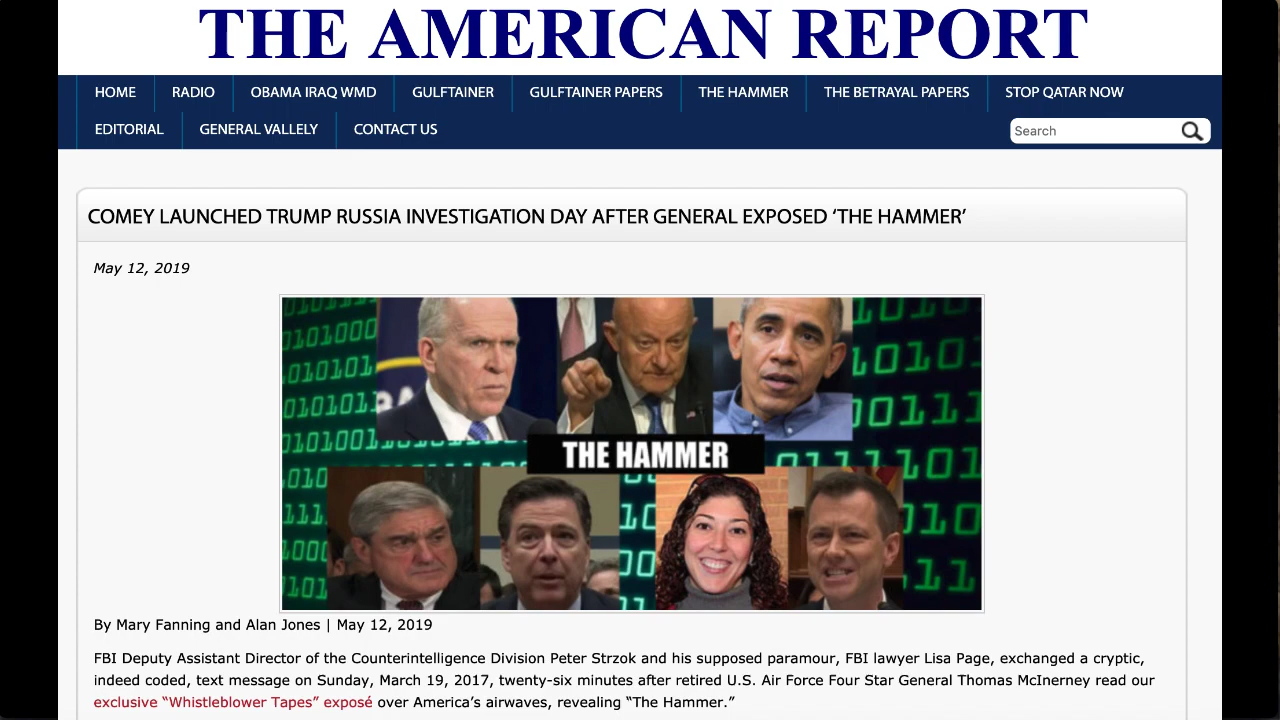 THE AMERICAN REPORT
HOME RADIO OBAMA IRAQ WMD GULFTAINER GULFTAINER PAPERS THE HAMMER THE BETRAYAL PAPERS STOP QATAR NOW
EDITORIAL GENERAL VALLELY CONTACT US Search
COMEY LAUNCHED TRUMP RUSSIA INVESTIGATION DAY AFTER GENERAL EXPOSED ‘THE HAMMER’
May 12, 2019
THE HAMMER
By Mary Fanning and Alan Jones | May 12, 2019
FBI Deputy Assistant Director of the Counterintelligence Division Peter Strzok and his supposed paramour, FBI lawyer Lisa Page, exchanged a cryptic,
indeed coded, text message on Sunday, March 19, 2017, twenty-six minutes after retired U.S. Air Force Four Star General Thomas McInerney read our
exclusive “Whistleblower Tapes” exposé over America’s airwaves, revealing “The Hammer.”